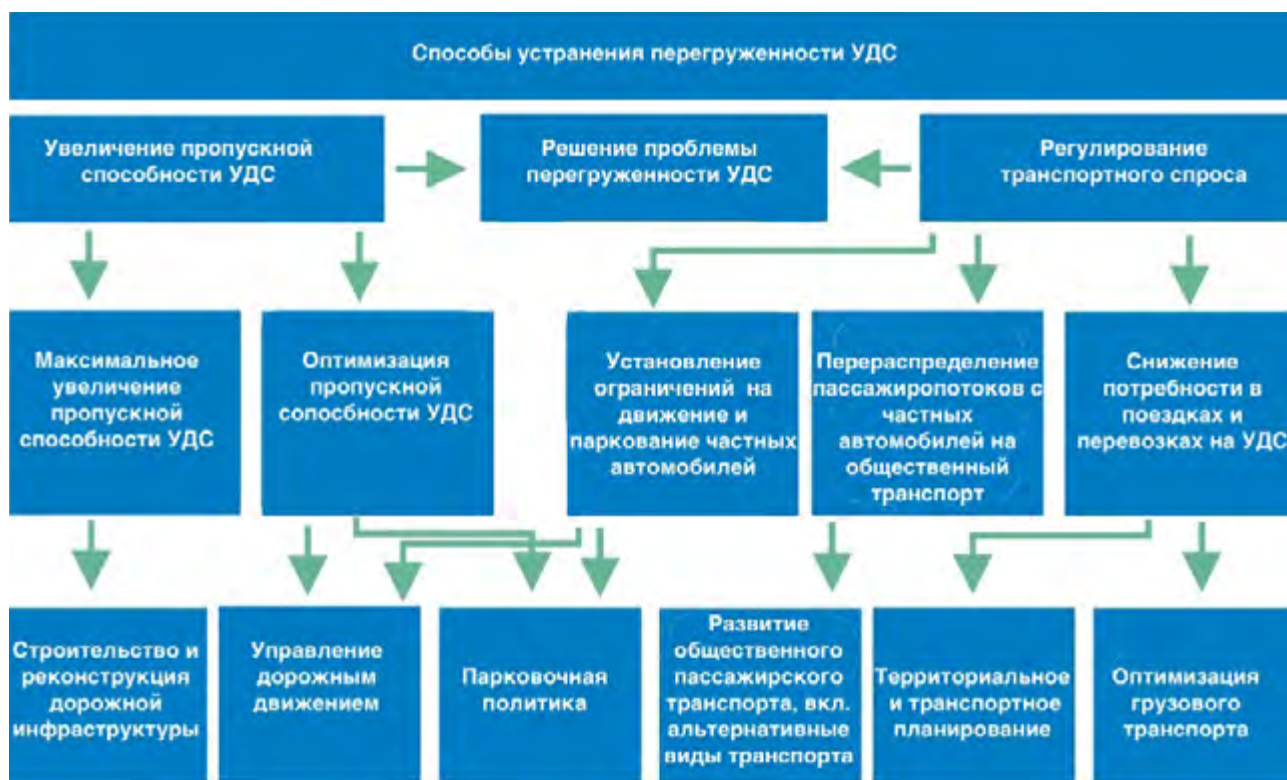 Способы устранения перегруженности УДС
Увеличение пропускной
способности УДС
Решение проблемы
перегруженности УДС
Регулирование
транспортного спроса
Максимальное
увеличение
пропускной
способности УДС
Оптимизация
пропускной
сопосбности УДС
Установление
ограничений на
движение и
паркование частных
автомобилей
Перераспределение
пассажиропотоков с
частных
автомобилей на
общественный
транспорт
Снижение
потребности в
поездках и
перевозках на УДС
Строительство и
реконструкция
дорожной
инфраструктуры
Управление
дорожным
движением
Парковочная
политика
Развитие
общественного
пассажирского
транспорта, вкл.
альтернативные
виды транспорта
Территориальное
и транспортное
планирование
Оптимизация
грузового
транспорта